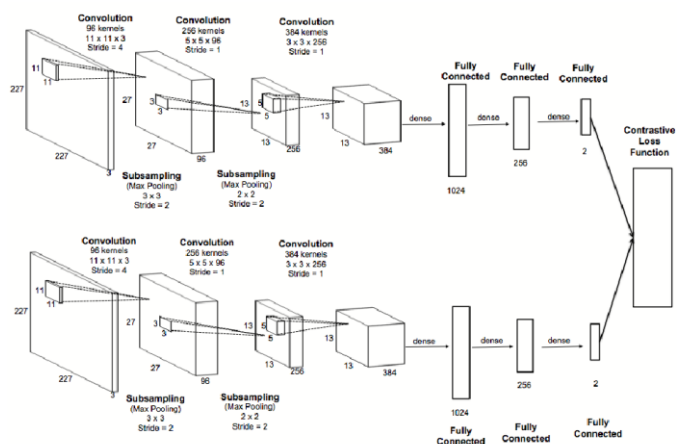 Convolution
96 kernels
11 x 11 x 3
Stride = 4
Convolution
256 kernels
5 x 5 x 96
Stride = 1
Convolution
384 kernels
3 x 3 x 256
Stride = 1
Fully
Connected
Fully
Connected
Fully
Connected
Contrastive
Loss
Function
227
11
11
227
3
27
3
3
27
96
13
5
5
13
256
13
13
384
dense
1024
dense
256
dense
2
Subsampling
(Max Pooling)
3 x 3
Stride = 2
Subsampling
(Max Pooling)
2 x 2
Stride = 2
Convolution
96 kernels
11 x 11 x 3
Stride = 4
Convolution
256 kernels
5 x 5 x 96
Stride = 1
Convolution
384 kernels
3 x 3 x 256
Stride = 1
227
11
11
227
3
27
3
3
27
96
13
5
5
13
256
13
13
384
dense
1024
dense
256
dense
2
Subsampling
(Max Pooling)
3 x 3
Stride = 2
Subsampling
(Max Pooling)
2 x 2
Stride = 2
Fully
Connected
Fully
Connected
Fully
Connected